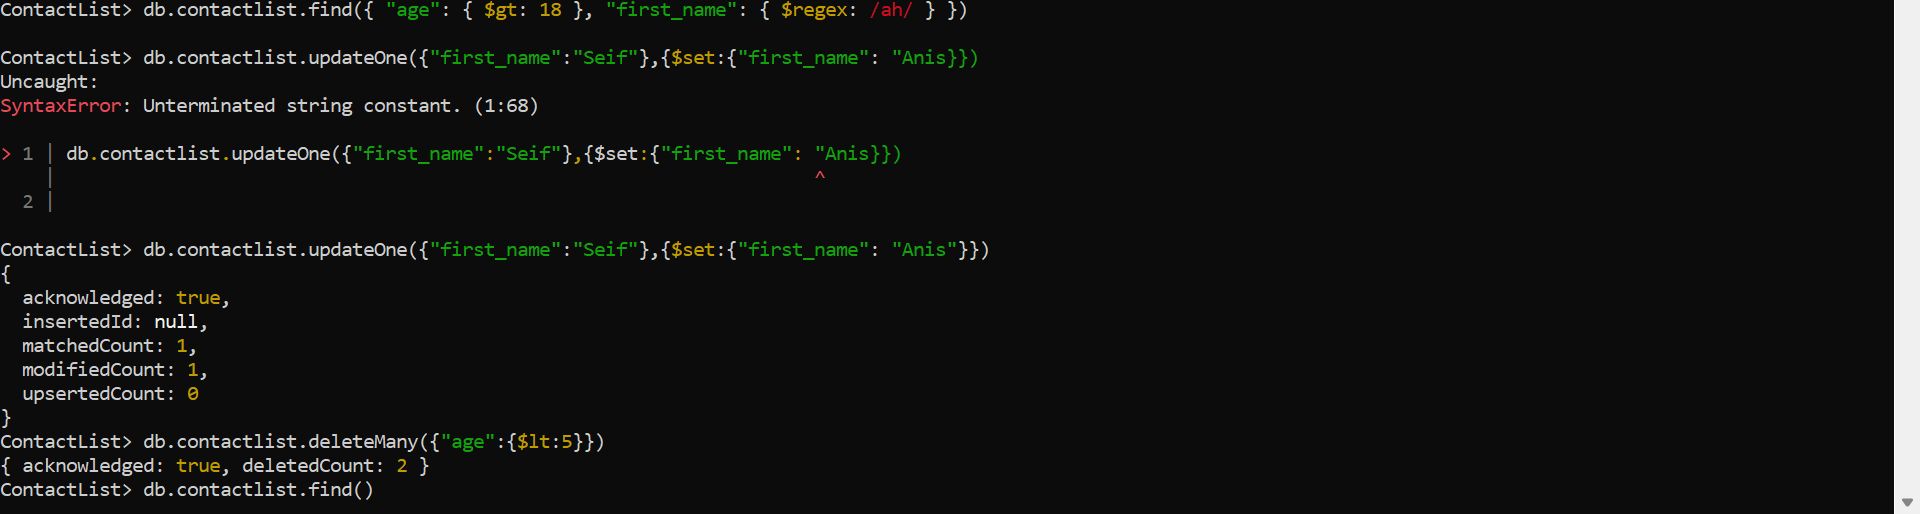 ContactList> db.contactlist.find({ "age": { $gt: 18 }, "first_name": { $regex: /ah/ } })
ContactList> db.contactlist.updateOne({"first_name":"Seif"},{$set:{"first_name": "Anis}})
Uncaught:
SyntaxError: Unterminated string constant. (1:68)
> 1 | db.contactlist.updateOne({"first_name":"Seif"},{$set:{"first_name": "Anis}})
| ^
2 |
ContactList> db.contactlist.updateOne({"first_name":"Seif"},{$set:{"first_name": "Anis"}})
{
acknowledged: true,
insertedId: null,
matchedCount: 1,
modifiedCount: 1,
upsertedCount: 0
}
ContactList> db.contactlist.deleteMany({"age":{$lt:5}})
{ acknowledged: true, deletedCount: 2 }
ContactList> db.contactlist.find()